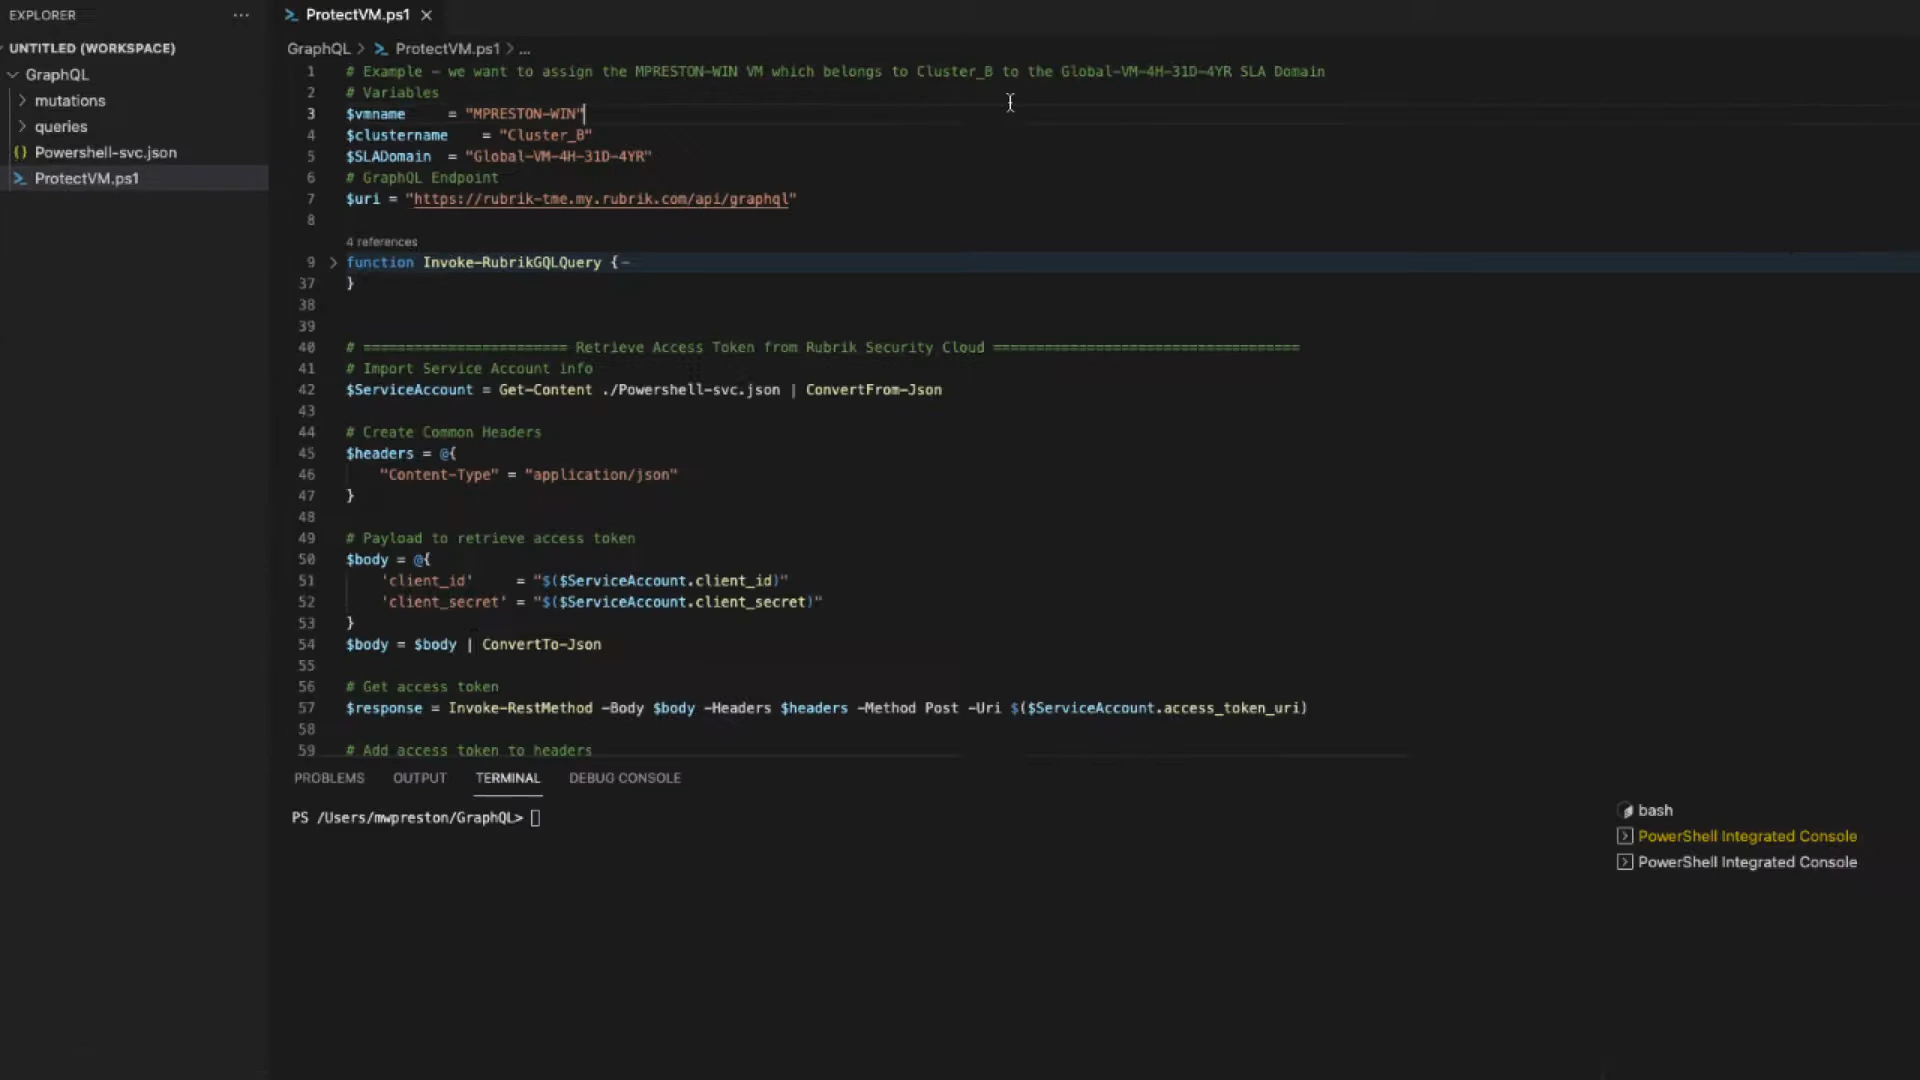 EXPLORER
...
UNTITLED (WORKSPACE)
GraphQL
mutations
queries
{} Powershell-svc.json
ProtectVM.ps1
ProtectVM.ps1
GraphQL > ProtectVM.ps1 > ...
1 # Example – we want to assign the MPRESTON-WIN VM which belongs to Cluster_B to the Global-VM-4H-31D-4YR SLA Domain
2 # Variables
3 $vmname     = "MPRESTON-WIN"
4 $clustername    = "Cluster_B"
5 $SLADomain  = "Global-VM-4H-31D-4YR"
6 # GraphQL Endpoint
7 $uri = "https://rubrik-tme.my.rubrik.com/api/graphql"
8
4 references
9 function Invoke-RubrikGQLQuery {
37 }
38
39
40 # ======================== Retrieve Access Token from Rubrik Security Cloud ====================================
41 # Import Service Account info
42 $ServiceAccount = Get-Content ./Powershell-svc.json | ConvertFrom-Json
43
44 # Create Common Headers
45 $headers = @{
46     "Content-Type" = "application/json"
47 }
48
49 # Payload to retrieve access token
50 $body = @{
51     'client_id'     = "$($ServiceAccount.client_id)"
52     'client_secret' = "$($ServiceAccount.client_secret)"
53 }
54 $body = $body | ConvertTo-Json
55
56 # Get access token
57 $response = Invoke-RestMethod -Body $body -Headers $headers -Method Post -Uri $($ServiceAccount.access_token_uri)
58
59 # Add access token to headers
PROBLEMS OUTPUT TERMINAL DEBUG CONSOLE
PS /Users/mwpreston/GraphQL>
bash
PowerShell Integrated Console
PowerShell Integrated Console